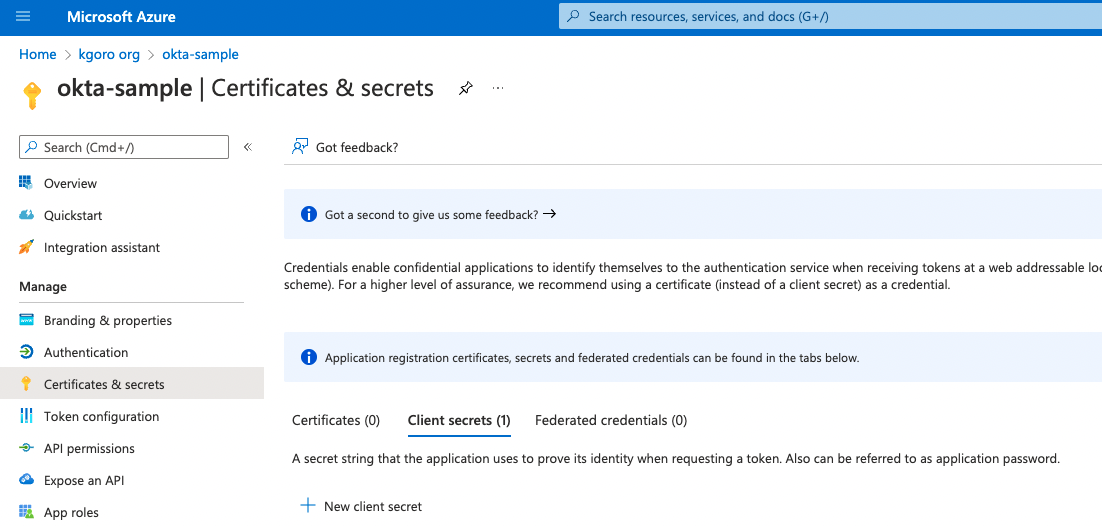 Microsoft Azure
Search resources, services, and docs (G+/)
Home > kgoro org > okta-sample
okta-sample | Certificates & secrets
Search (Cmd+/)
Overview
Quickstart
Integration assistant
Manage
Branding & properties
Authentication
Certificates & secrets
Token configuration
API permissions
Expose an API
App roles
Got feedback?
Got a second to give us some feedback?
Credentials enable confidential applications to identify themselves to the authentication service when receiving tokens at a web addressable
scheme). For a higher level of assurance, we recommend using a certificate (instead of a client secret) as a credential.
Application registration certificates, secrets and federated credentials can be found in the tabs below.
Certificates (0) Client secrets (1) Federated credentials (0)
A secret string that the application uses to prove its identity when requesting a token. Also can be referred to as application password.
New client secret